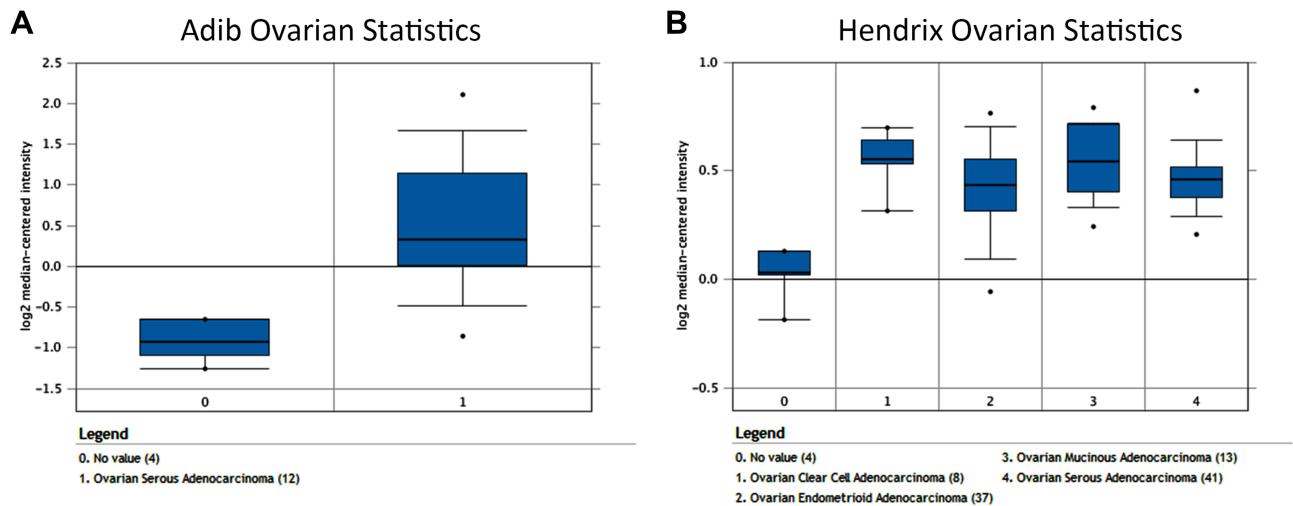 A
Adib Ovarian Statistics
2.5
2.0
1.5
1.0
0.5
0.0
−0.5
−1.0
−1.5
log2 median-centered intensity
0 1
Legend
0. No value (4)
1. Ovarian Serous Adenocarcinoma (12)
B
Hendrix Ovarian Statistics
1.0
0.5
0.0
−0.5
log2 median-centered intensity
0 1 2 3 4
Legend
0. No value (4)
1. Ovarian Clear Cell Adenocarcinoma (8)
2. Ovarian Endometrioid Adenocarcinoma (37)
3. Ovarian Mucinous Adenocarcinoma (13)
4. Ovarian Serous Adenocarcinoma (41)